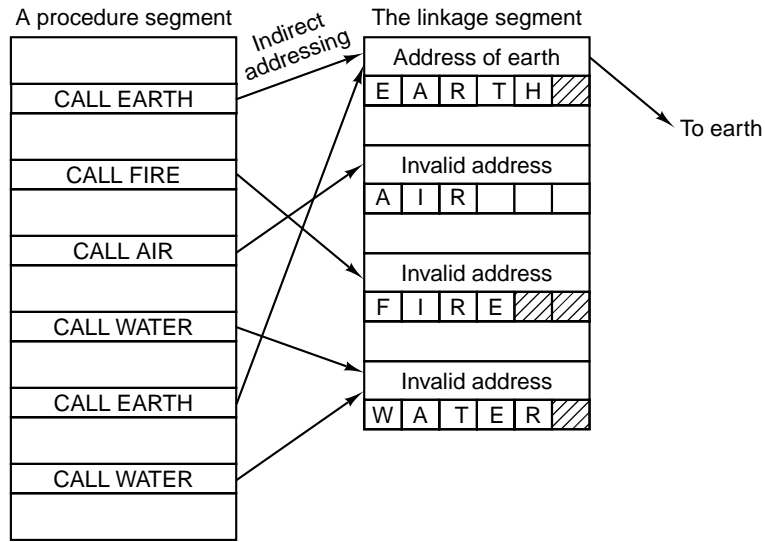 A procedure segment
CALL EARTH
CALL FIRE
CALL AIR
CALL WATER
CALL EARTH
CALL WATER
Indirect
addressing
The linkage segment
Address of earth
E A R T H
Invalid address
A I R
Invalid address
F I R E
Invalid address
W A T E R
To earth